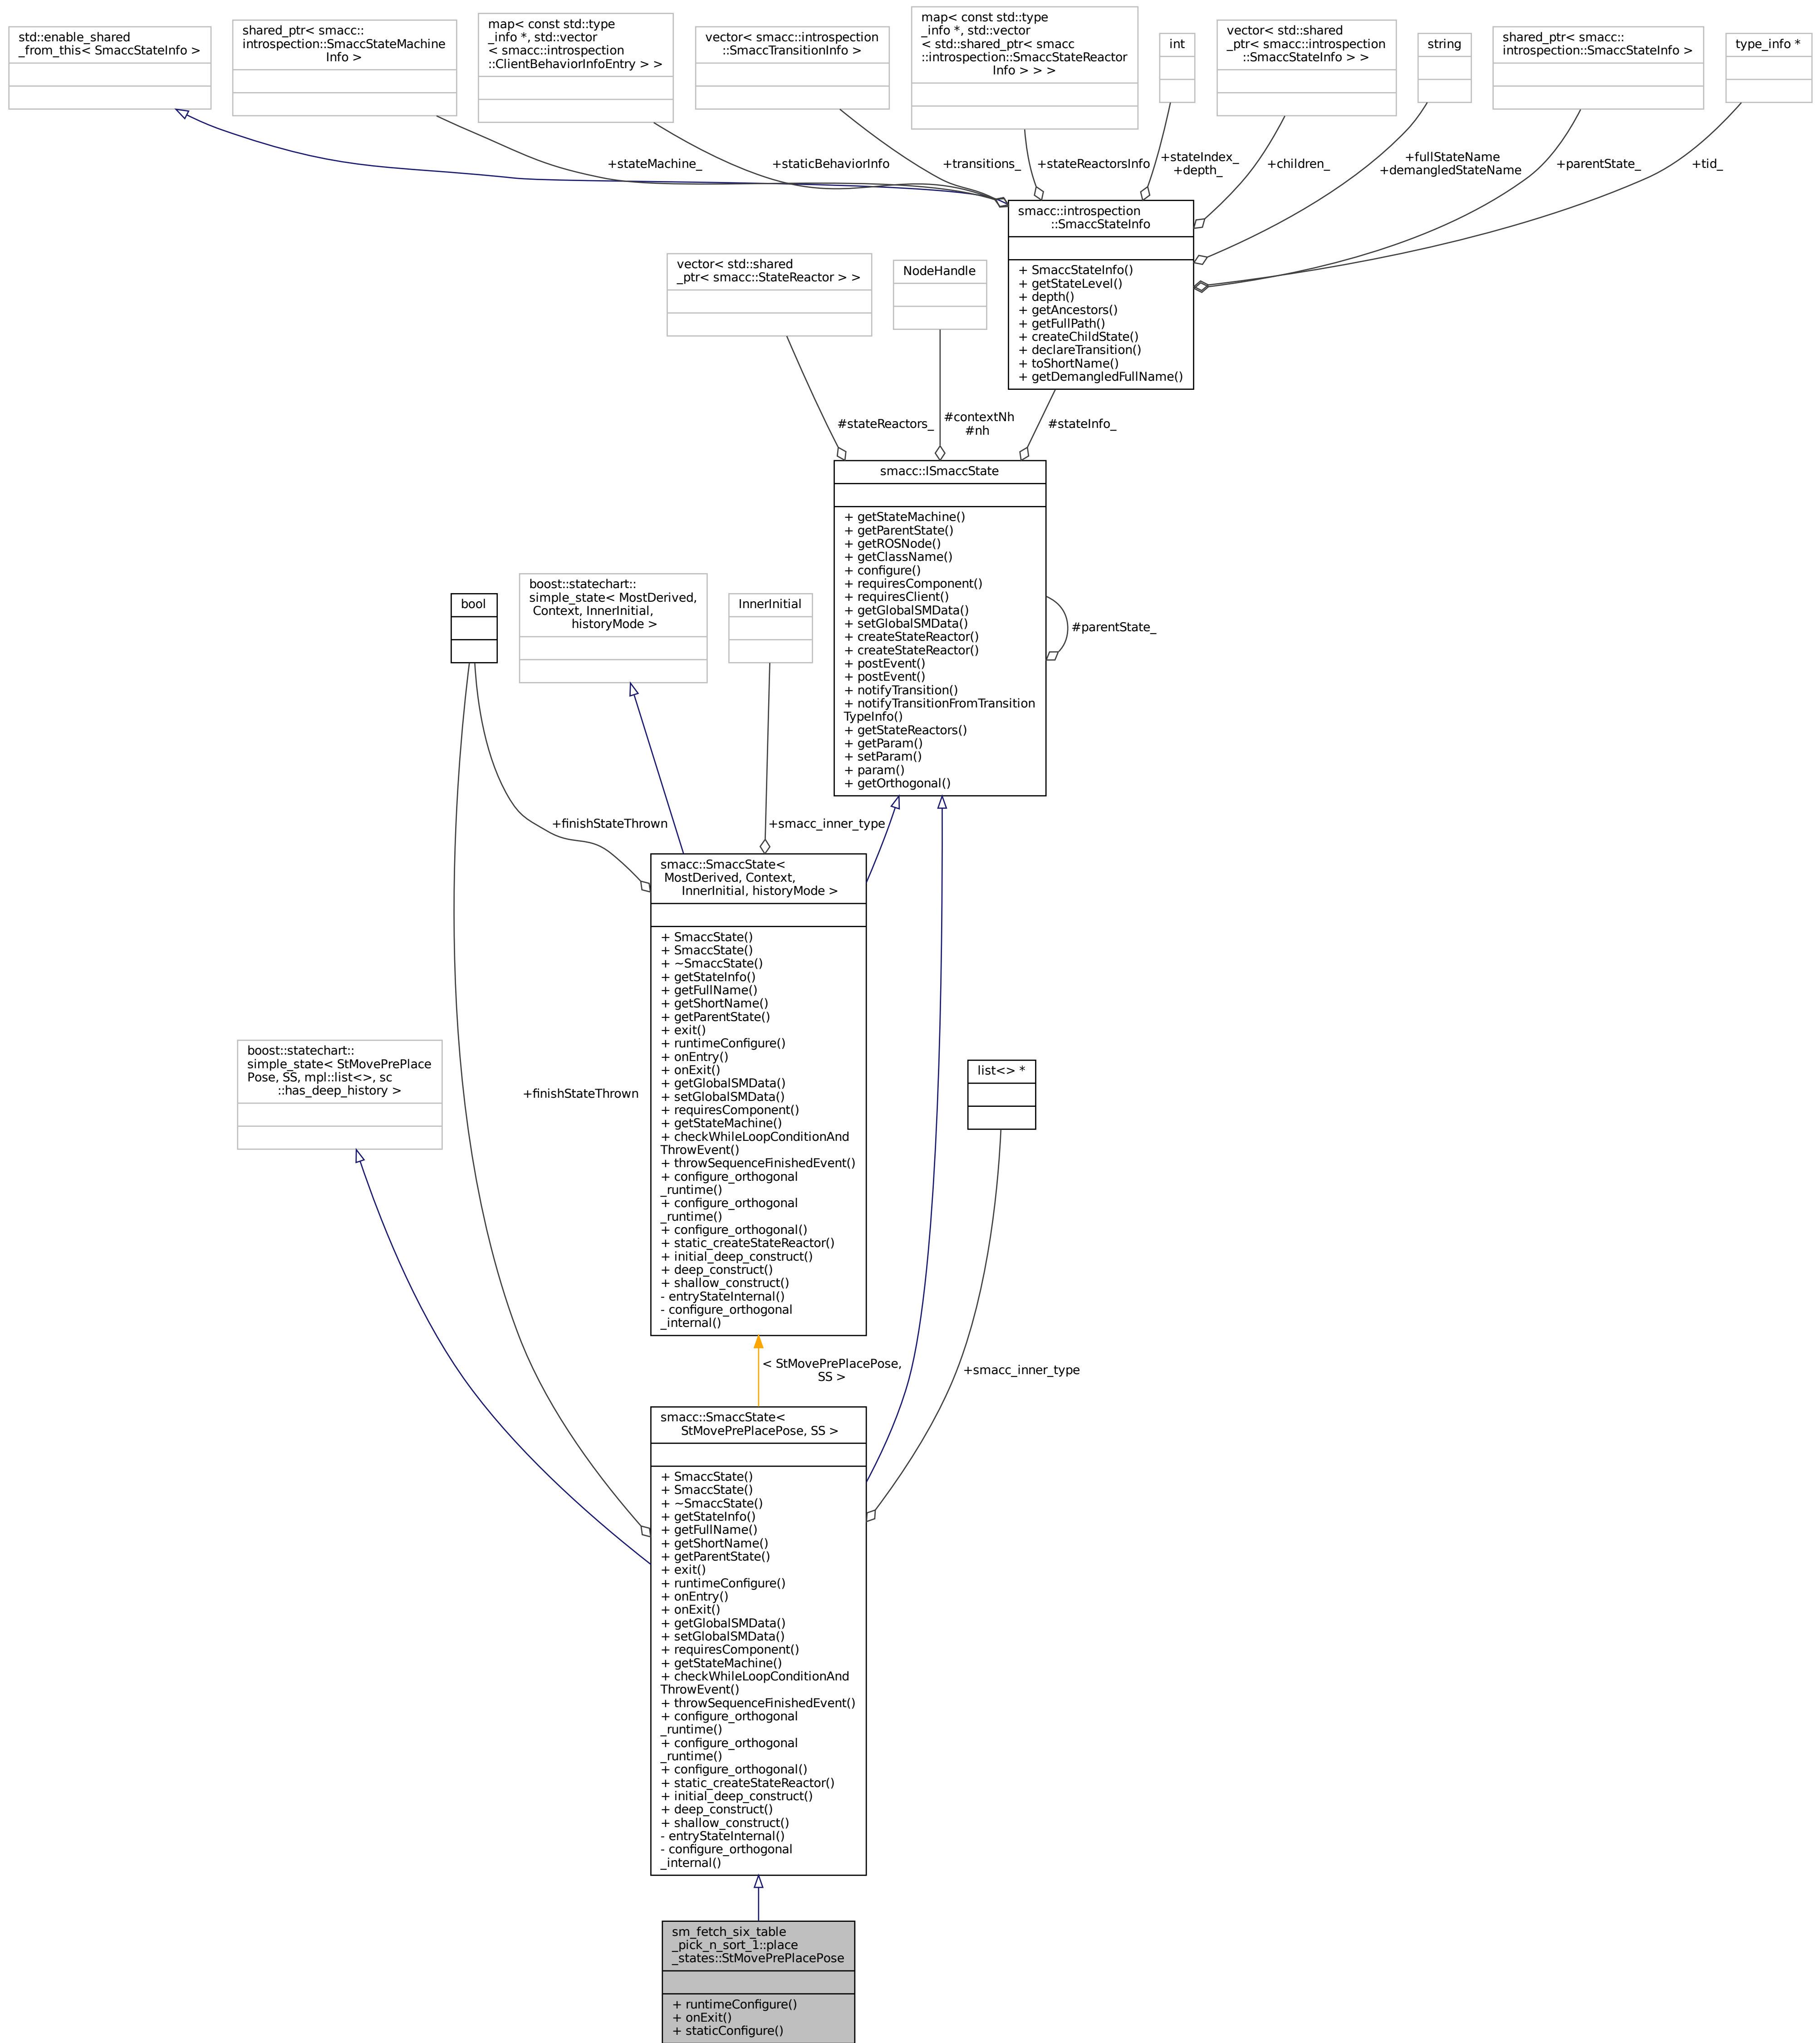 std::enable_shared
_from_this< SmaccStateInfo >
shared_ptr< smacc::
introspection::SmaccStateMachine
Info >
map< const std::type
_info *, std::vector
< smacc::introspection
::ClientBehaviorInfoEntry > >
vector< smacc::introspection
::SmaccTransitionInfo >
map< const std::type
_info *, std::vector
< std::shared_ptr< smacc
::introspection::SmaccStateReactor
Info > > >
int
vector< std::shared
_ptr< smacc::introspection
::SmaccStateInfo > >
string
shared_ptr< smacc::
introspection::SmaccStateInfo >
type_info *
+stateMachine_
+staticBehaviorInfo
+transitions_
+stateReactorsInfo
+stateIndex_
+depth_
+children_
+fullStateName
+demangledStateName
+parentState_
+tid_
smacc::introspection
::SmaccStateInfo
+ SmaccStateInfo()
+ getStateLevel()
+ depth()
+ getAncestors()
+ getFullPath()
+ createChildState()
+ declareTransition()
+ toShortName()
+ getDemangledFullName()
vector< std::shared
_ptr< smacc::StateReactor > >
NodeHandle
#stateReactors_
#contextNh
#nh
#stateInfo_
smacc::ISmaccState
+ getStateMachine()
+ getParentState()
+ getROSNode()
+ getClassName()
+ configure()
+ requiresComponent()
+ requiresClient()
+ getGlobalSMData()
+ setGlobalSMData()
+ createStateReactor()
+ createStateReactor()
+ postEvent()
+ postEvent()
+ notifyTransition()
+ notifyTransitionFromTransition
TypeInfo()
+ getStateReactors()
+ getParam()
+ setParam()
+ param()
+ getOrthogonal()
#parentState_
bool
boost::statechart::
simple_state< MostDerived,
Context, InnerInitial,
historyMode >
InnerInitial
+finishStateThrown
+smacc_inner_type
smacc::SmaccState<
MostDerived, Context,
InnerInitial, historyMode >
+ SmaccState()
+ SmaccState()
+ ~SmaccState()
+ getStateInfo()
+ getFullName()
+ getShortName()
+ getParentState()
+ exit()
+ runtimeConfigure()
+ onEntry()
+ onExit()
+ getGlobalSMData()
+ setGlobalSMData()
+ requiresComponent()
+ getStateMachine()
+ checkWhileLoopConditionAnd
ThrowEvent()
+ throwSequenceFinishedEvent()
+ configure_orthogonal
_runtime()
+ configure_orthogonal
_runtime()
+ configure_orthogonal()
+ static_createStateReactor()
+ initial_deep_construct()
+ deep_construct()
+ shallow_construct()
- entryStateInternal()
- configure_orthogonal
_internal()
boost::statechart::
simple_state< StMovePrePlace
Pose, SS, mpl::list<>, sc
::has_deep_history >
+finishStateThrown
list<> *
< StMovePrePlacePose,
SS >
+smacc_inner_type
smacc::SmaccState<
StMovePrePlacePose, SS >
+ SmaccState()
+ SmaccState()
+ ~SmaccState()
+ getStateInfo()
+ getFullName()
+ getShortName()
+ getParentState()
+ exit()
+ runtimeConfigure()
+ onEntry()
+ onExit()
+ getGlobalSMData()
+ setGlobalSMData()
+ requiresComponent()
+ getStateMachine()
+ checkWhileLoopConditionAnd
ThrowEvent()
+ throwSequenceFinishedEvent()
+ configure_orthogonal
_runtime()
+ configure_orthogonal
_runtime()
+ configure_orthogonal()
+ static_createStateReactor()
+ initial_deep_construct()
+ deep_construct()
+ shallow_construct()
- entryStateInternal()
- configure_orthogonal
_internal()
sm_fetch_six_table
_pick_n_sort_1::place
_states::StMovePrePlacePose
+ runtimeConfigure()
+ onExit()
+ staticConfigure()